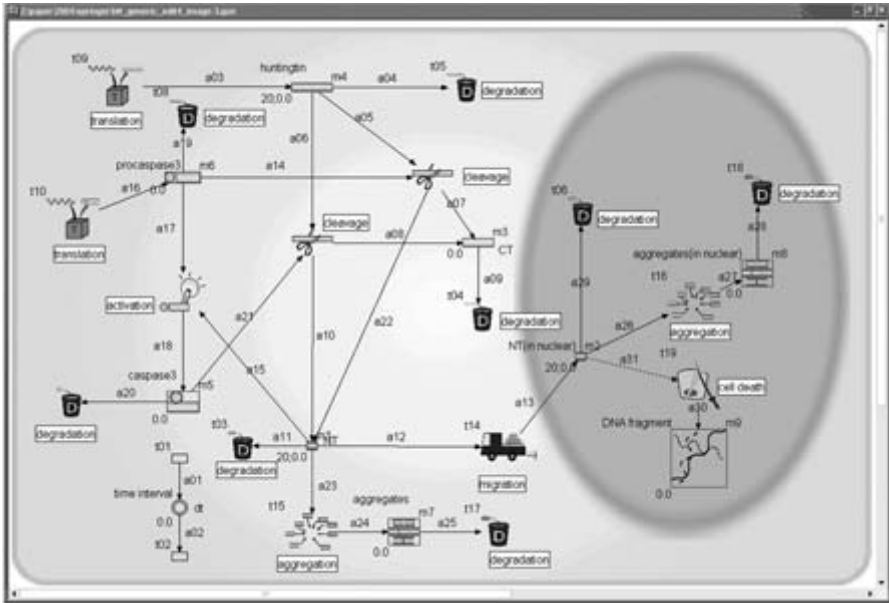 t09
a03
huntingtin
m4
a04
t05
degradation
translation
t08
degradation
20;0.0
a05
a06
a19
procaspase3
m6
a14
cleavage
t10
a16
0.0
a07
translation
a17
cleavage
a08
m3
0.0
CT
a09
activation
a21
a10
a22
t04
degradation
a18
a15
caspase3
m5
a20
0.0
degradation
t03
a11
NT
20;0.0
a12
t14
a13
degradation
migration
t01
a01
time interval
dt
0.0
a02
t02
a23
t15
aggregates
m7
a24
a25
0.0
t17
aggregation
degradation
t06
degradation
t18
degradation
a28
aggregates(in nuclear)
m8
a29
t16
a27
0.0
a26
aggregation
NT(in nuclear)
m2
20;0.0
a31
t19
cell death
a30
DNA fragment
m9
0.0